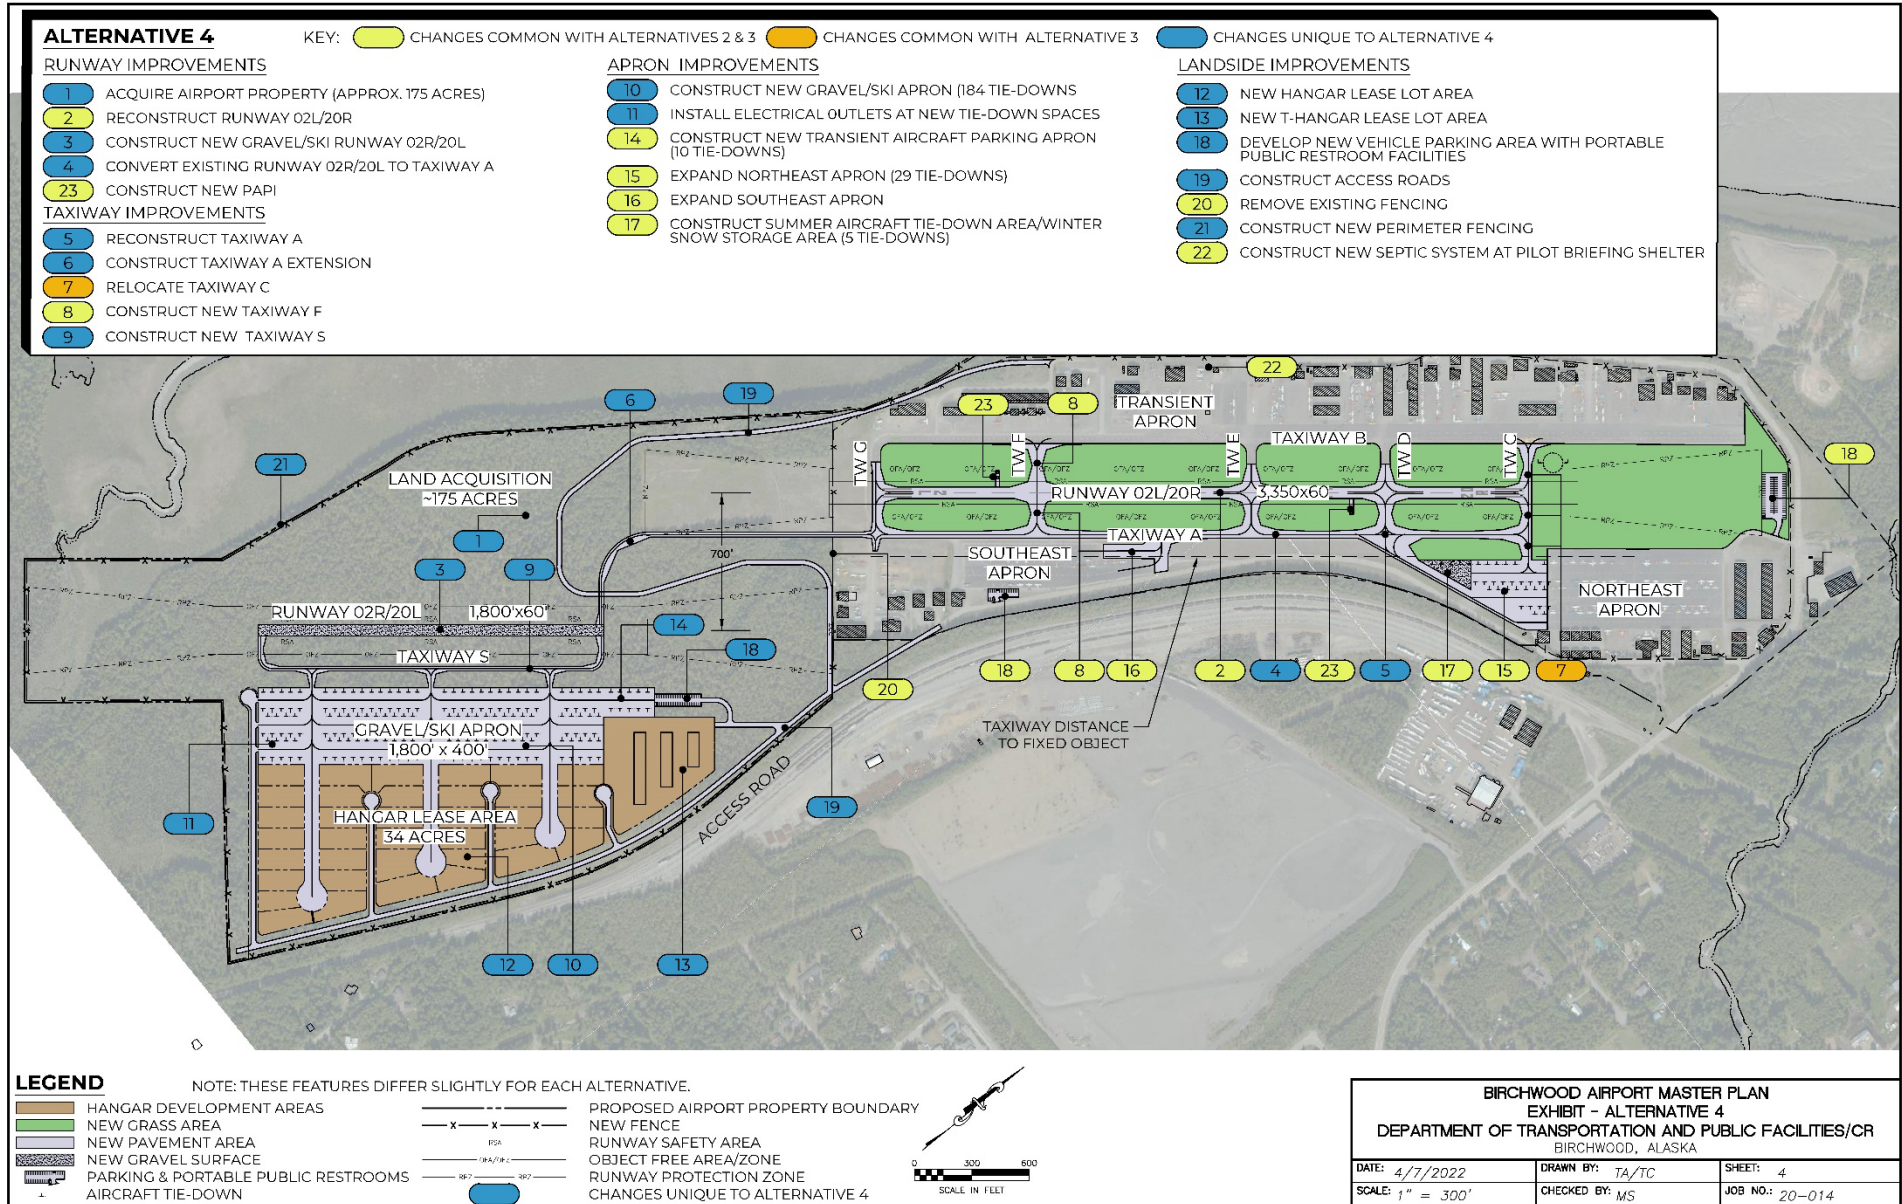 ALTERNATIVE 4
KEY: CHANGES COMMON WITH ALTERNATIVES 2 & 3 CHANGES COMMON WITH ALTERNATIVE 3 CHANGES UNIQUE TO ALTERNATIVE 4
RUNWAY IMPROVEMENTS
1 ACQUIRE AIRPORT PROPERTY (APPROX. 175 ACRES)
2 RECONSTRUCT RUNWAY 02L/20R
3 CONSTRUCT NEW GRAVEL/SKI RUNWAY 02R/20L
4 CONVERT EXISTING RUNWAY 02R/20L TO TAXIWAY A
23 CONSTRUCT NEW PAPI
TAXIWAY IMPROVEMENTS
5 RECONSTRUCT TAXIWAY A
6 CONSTRUCT TAXIWAY A EXTENSION
7 RELOCATE TAXIWAY C
8 CONSTRUCT NEW TAXIWAY F
9 CONSTRUCT NEW TAXIWAY S
APRON IMPROVEMENTS
10 CONSTRUCT NEW GRAVEL/SKI APRON (184 TIE-DOWNS
11 INSTALL ELECTRICAL OUTLETS AT NEW TIE-DOWN SPACES
14 CONSTRUCT NEW TRANSIENT AIRCRAFT PARKING APRON
(10 TIE-DOWNS)
15 EXPAND NORTHEAST APRON (29 TIE-DOWNS)
16 EXPAND SOUTHEAST APRON
17 CONSTRUCT SUMMER AIRCRAFT TIE-DOWN AREA/WINTER
SNOW STORAGE AREA (5 TIE-DOWNS)
LANDSIDE IMPROVEMENTS
12 NEW HANGAR LEASE LOT AREA
13 NEW T-HANGAR LEASE LOT AREA
18 DEVELOP NEW VEHICLE PARKING AREA WITH PORTABLE
PUBLIC RESTROOM FACILITIES
19 CONSTRUCT ACCESS ROADS
20 REMOVE EXISTING FENCING
21 CONSTRUCT NEW PERIMETER FENCING
22 CONSTRUCT NEW SEPTIC SYSTEM AT PILOT BRIEFING SHELTER
22
19
6
23
8
TRANSIENT
APRON
21
LAND ACQUISITION
~175 ACRES
1
TW G
TW F
TW E
TAXIWAY B
TW D
TW C
18
RUNWAY 02L/20R 3,350x60
700'
TAXIWAY A
SOUTHEAST
APRON
NORTHEAST
APRON
3
9
RUNWAY 02R/20L 1,800'x60'
14
TAXIWAY S
18
20
18
8
16
2
4
23
5
17
15
7
TAXIWAY DISTANCE
TO FIXED OBJECT
GRAVEL/SKI APRON
1,800' x 400'
11
HANGAR LEASE AREA
34 ACRES
ACCESS ROAD
19
12
10
13
LEGEND
NOTE: THESE FEATURES DIFFER SLIGHTLY FOR EACH ALTERNATIVE.
HANGAR DEVELOPMENT AREAS
NEW GRASS AREA
NEW PAVEMENT AREA
NEW GRAVEL SURFACE
PARKING & PORTABLE PUBLIC RESTROOMS
AIRCRAFT TIE-DOWN
PROPOSED AIRPORT PROPERTY BOUNDARY
NEW FENCE
RSA RUNWAY SAFETY AREA
OFA/OFZ OBJECT FREE AREA/ZONE
RPZ RPZ RUNWAY PROTECTION ZONE
CHANGES UNIQUE TO ALTERNATIVE 4
0 300 600
SCALE IN FEET
BIRCHWOOD AIRPORT MASTER PLAN
EXHIBIT - ALTERNATIVE 4
DEPARTMENT OF TRANSPORTATION AND PUBLIC FACILITIES/CR
BIRCHWOOD, ALASKA
DATE: 4/7/2022 DRAWN BY: TA/TC SHEET: 4
SCALE: 1" = 300' CHECKED BY: MS JOB NO.: 20-014